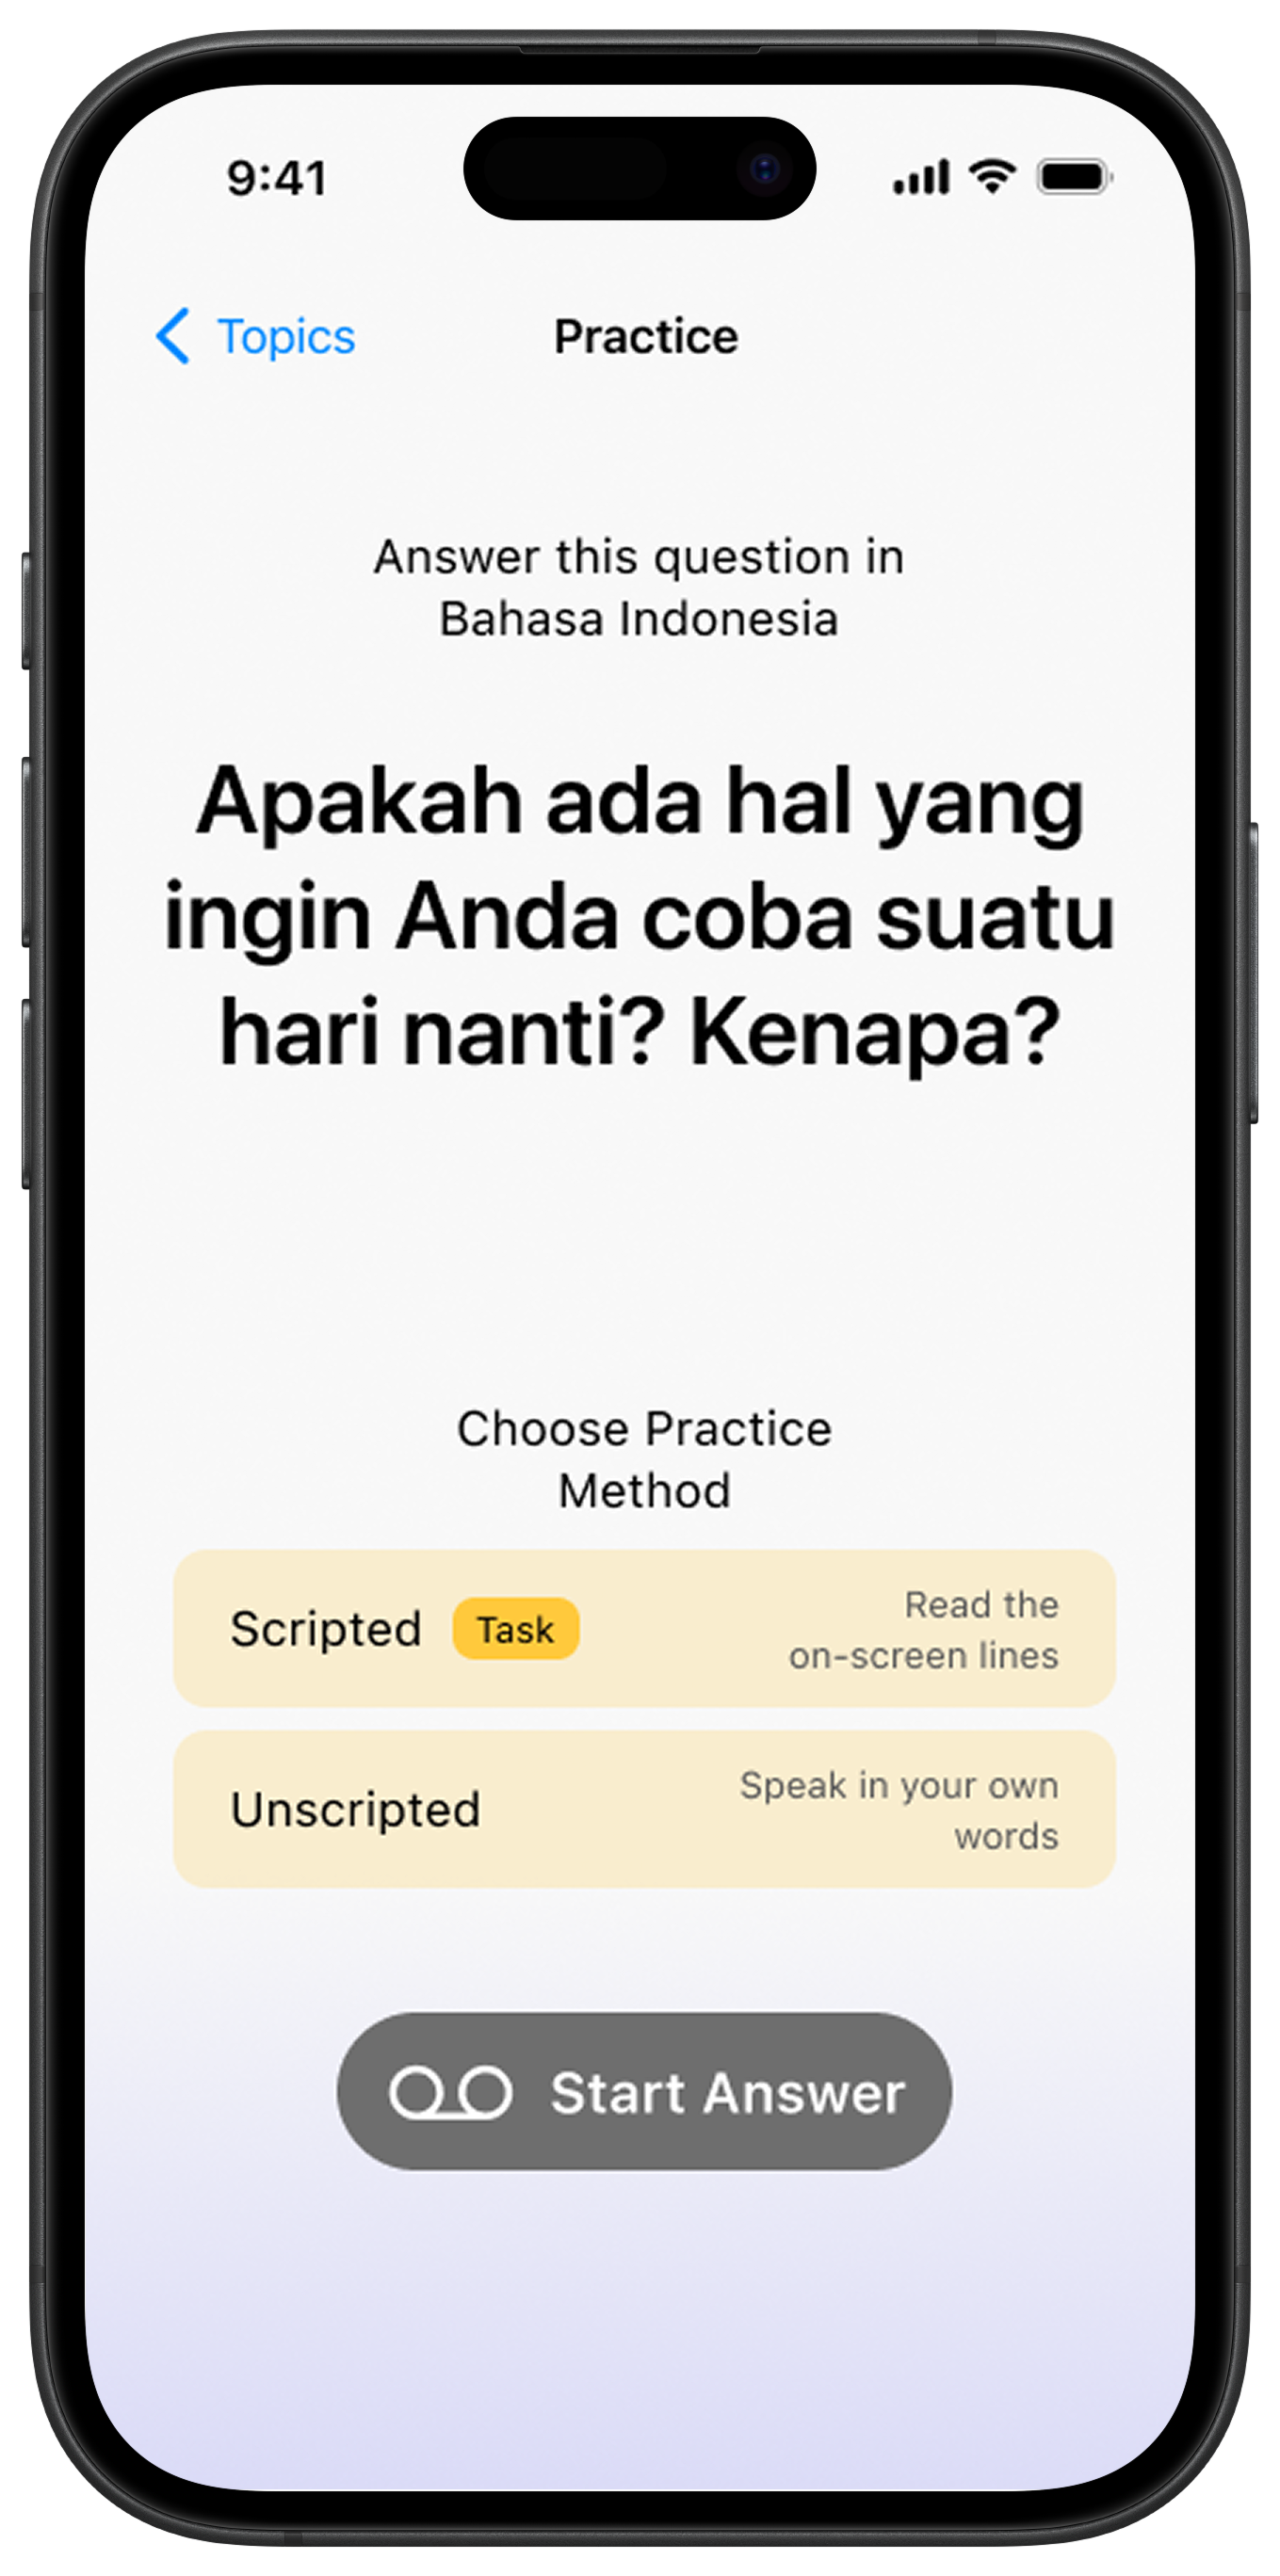 9:41
Topics
Practice
Answer this question in
Bahasa Indonesia
Apakah ada hal yang
ingin Anda coba suatu
hari nanti? Kenapa?
Choose Practice
Method
Scripted
Task
Read the
on-screen lines
Unscripted
Speak in your own
words
Start Answer